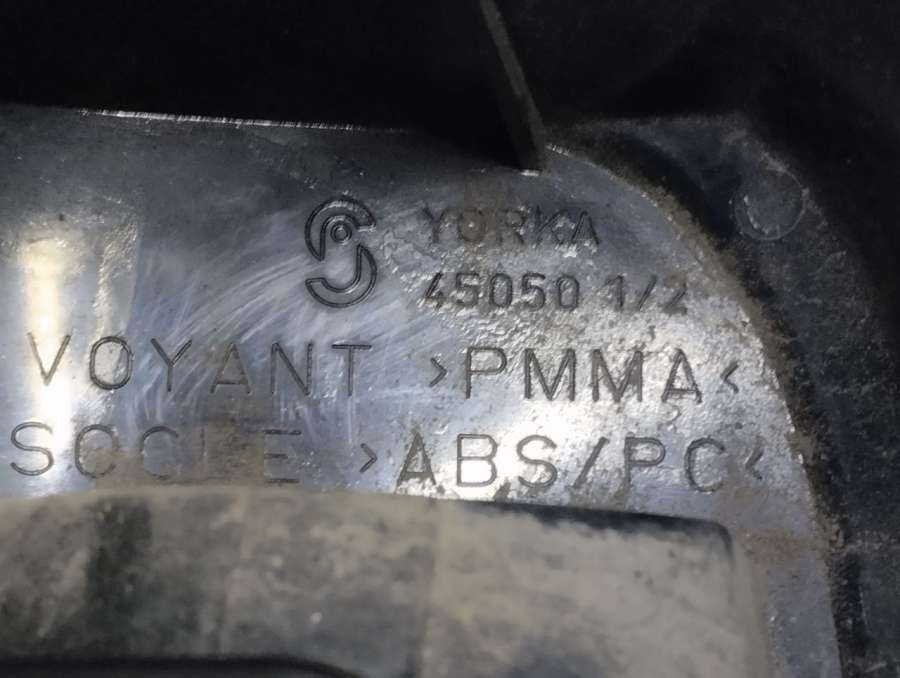 YORKA
45050 1/2
VOYANT >PMMA<
SOCLE >ABS/PC<